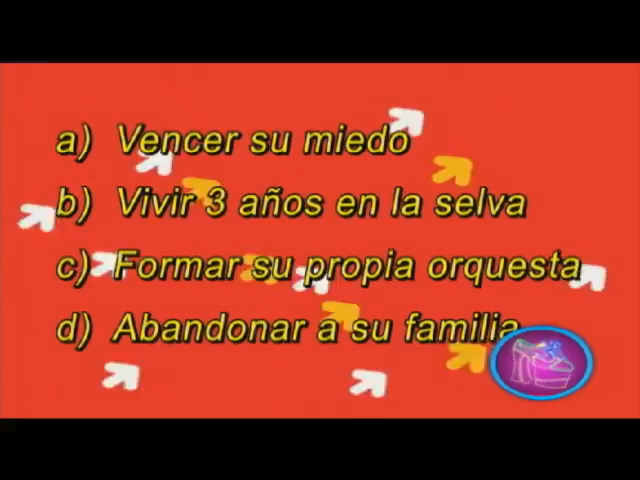 a) Vencer su miedo
b) Vivir 3 años en la selva
c) Formar su propia orquesta
d) Abandonar a su familia